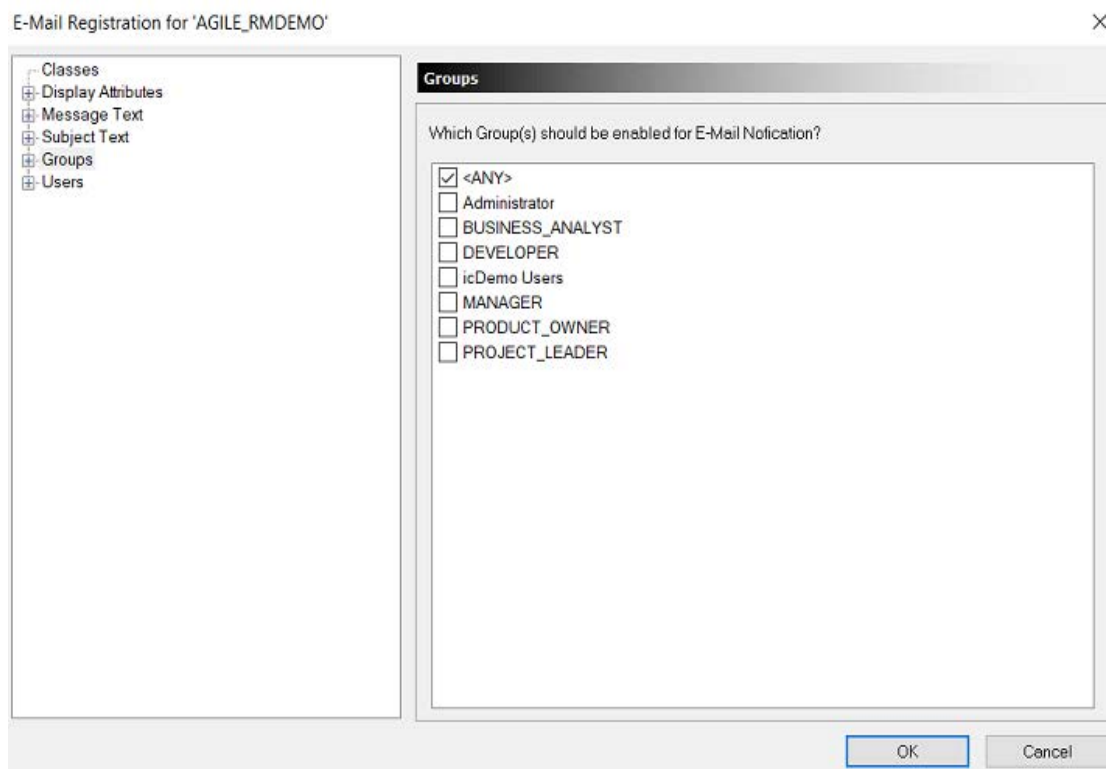 E-Mail Registration for 'AGILE_RMDEMO'
Classes
Display Attributes
Message Text
Subject Text
Groups
Users
Groups
Which Group(s) should be enabled for E-Mail Notication?
<ANY>
Administrator
BUSINESS_ANALYST
DEVELOPER
icDemo Users
MANAGER
PRODUCT_OWNER
PROJECT_LEADER
OK
Cancel